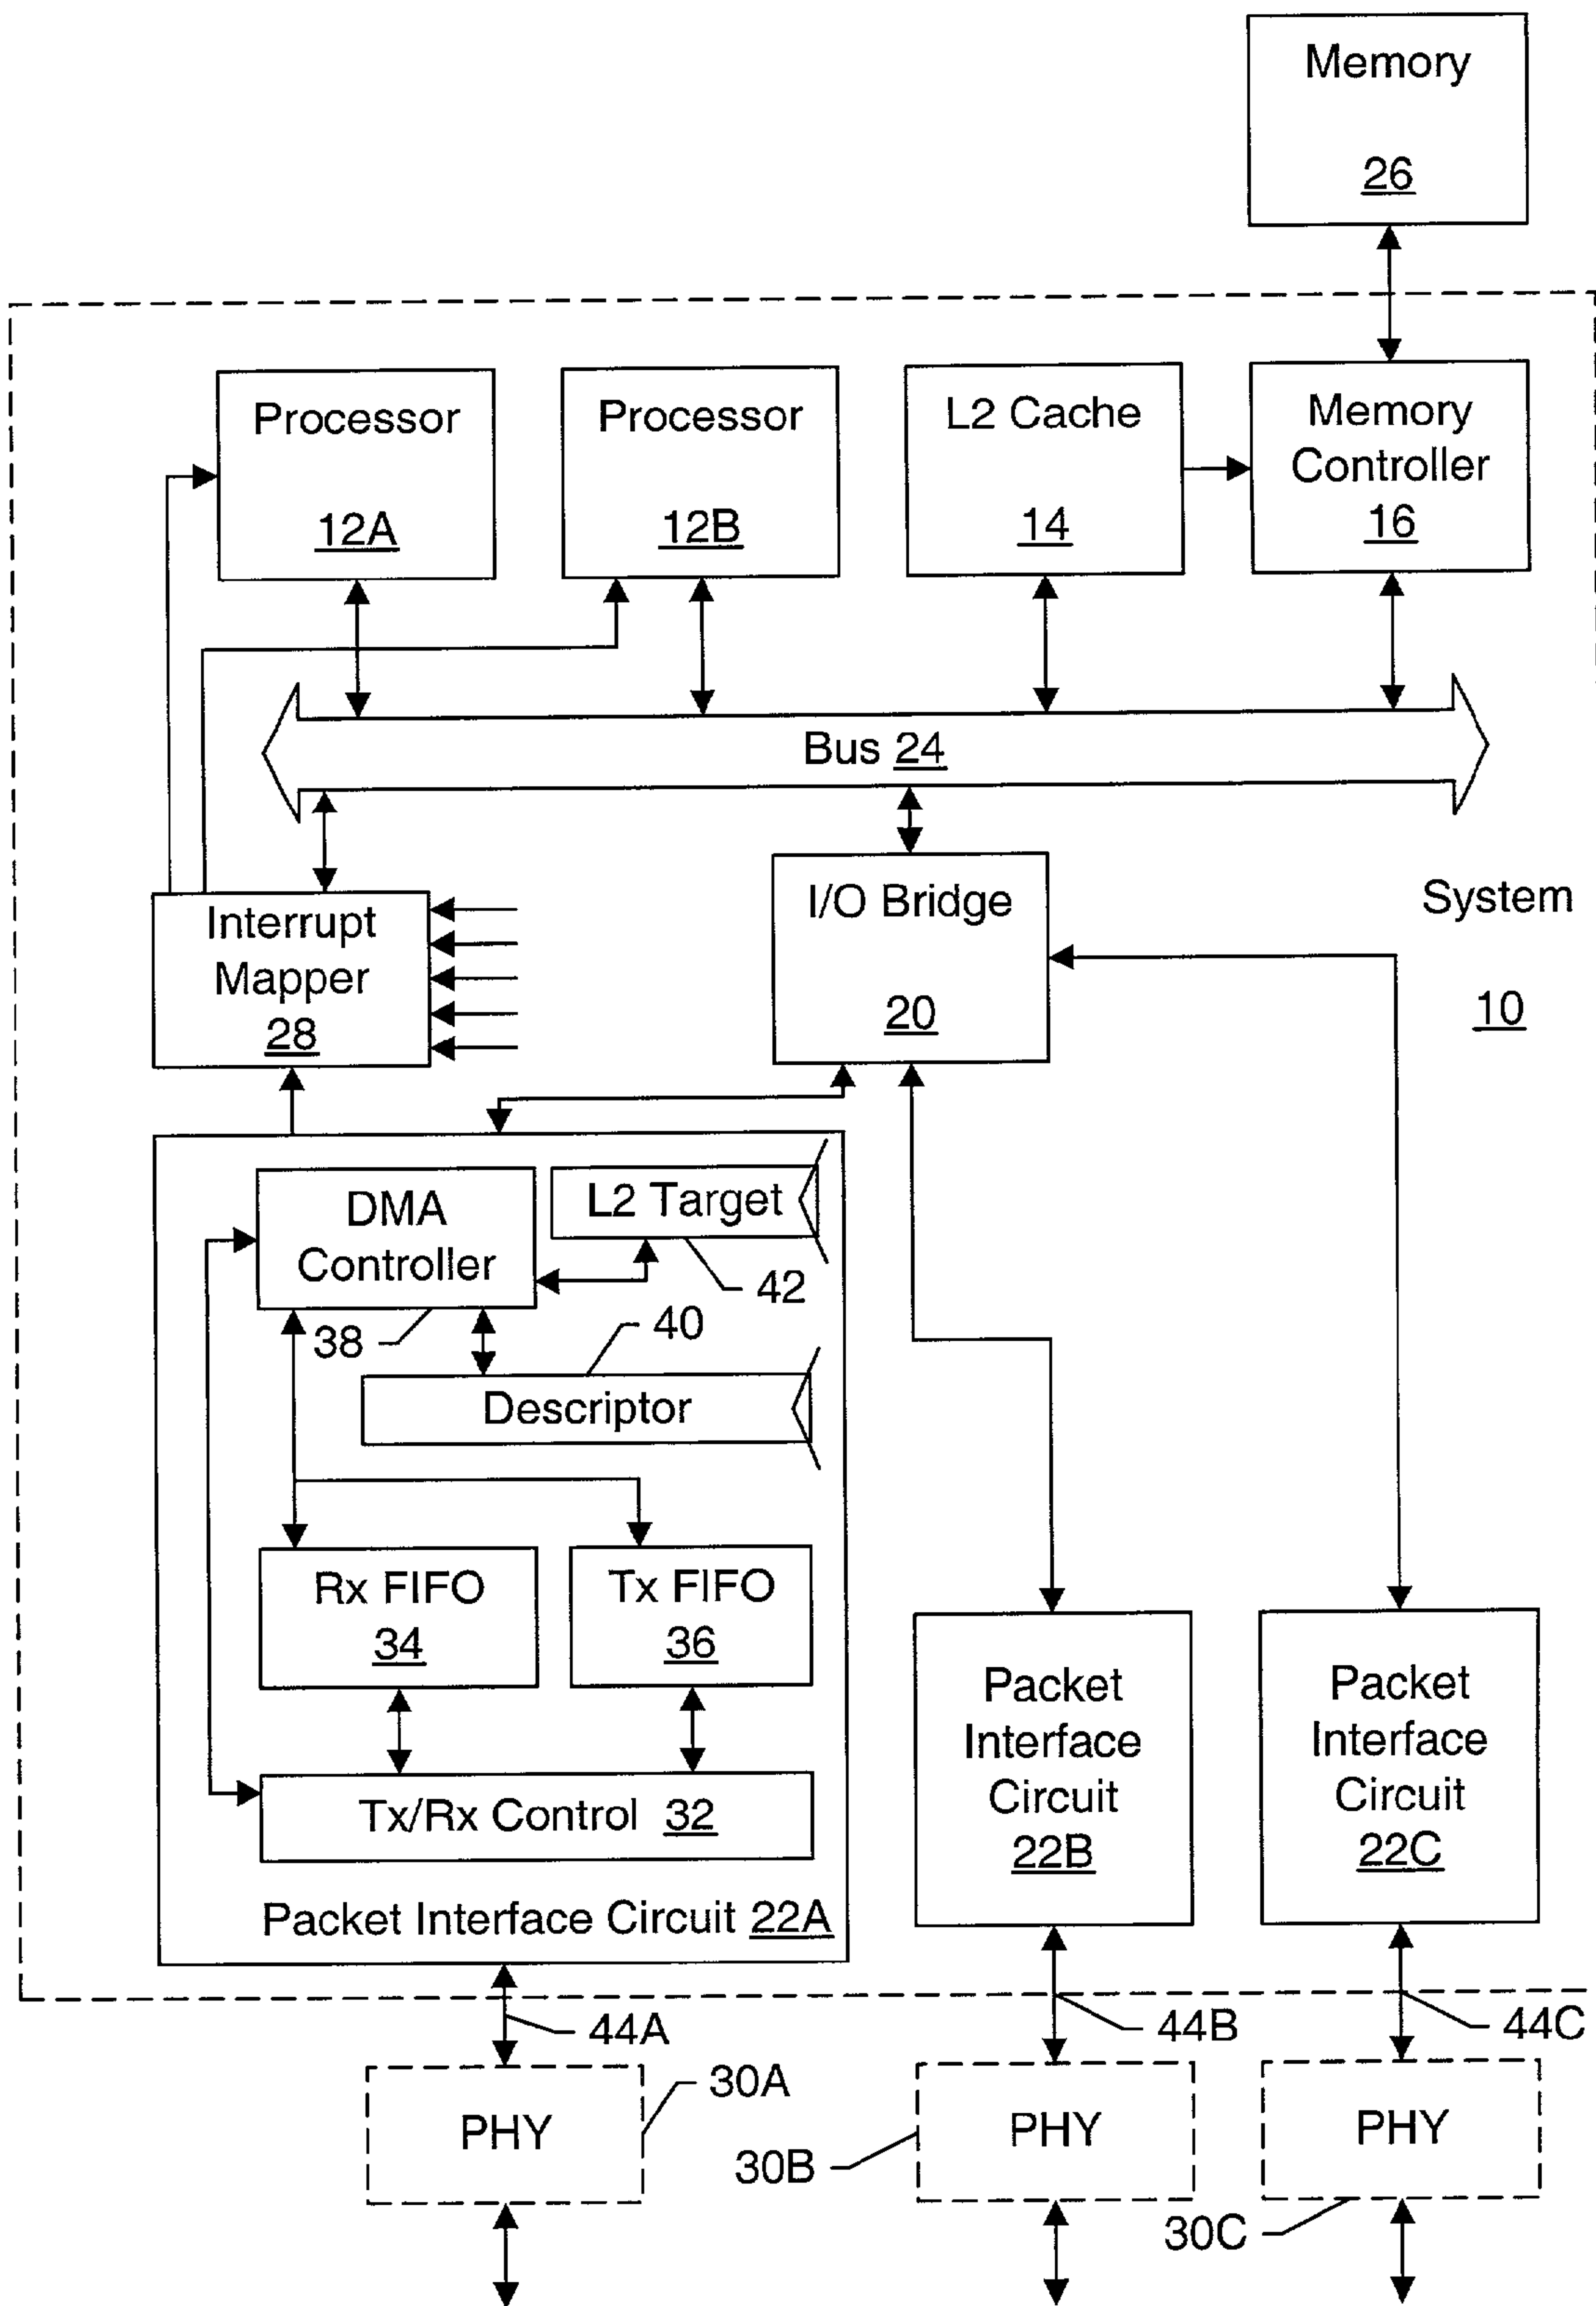 Memory
26
Processor
12A
Processor
12B
L2 Cache
14
Memory
Controller
16
Bus 24
Interrupt
Mapper
28
I/O Bridge
20
System
10
DMA
Controller
38
L2 Target
42
40
Descriptor
Rx FIFO
34
Tx FIFO
36
Tx/Rx Control 32
Packet Interface Circuit 22A
Packet
Interface
Circuit
22B
Packet
Interface
Circuit
22C
44A
44B
44C
PHY
30A
PHY
30B
PHY
30C